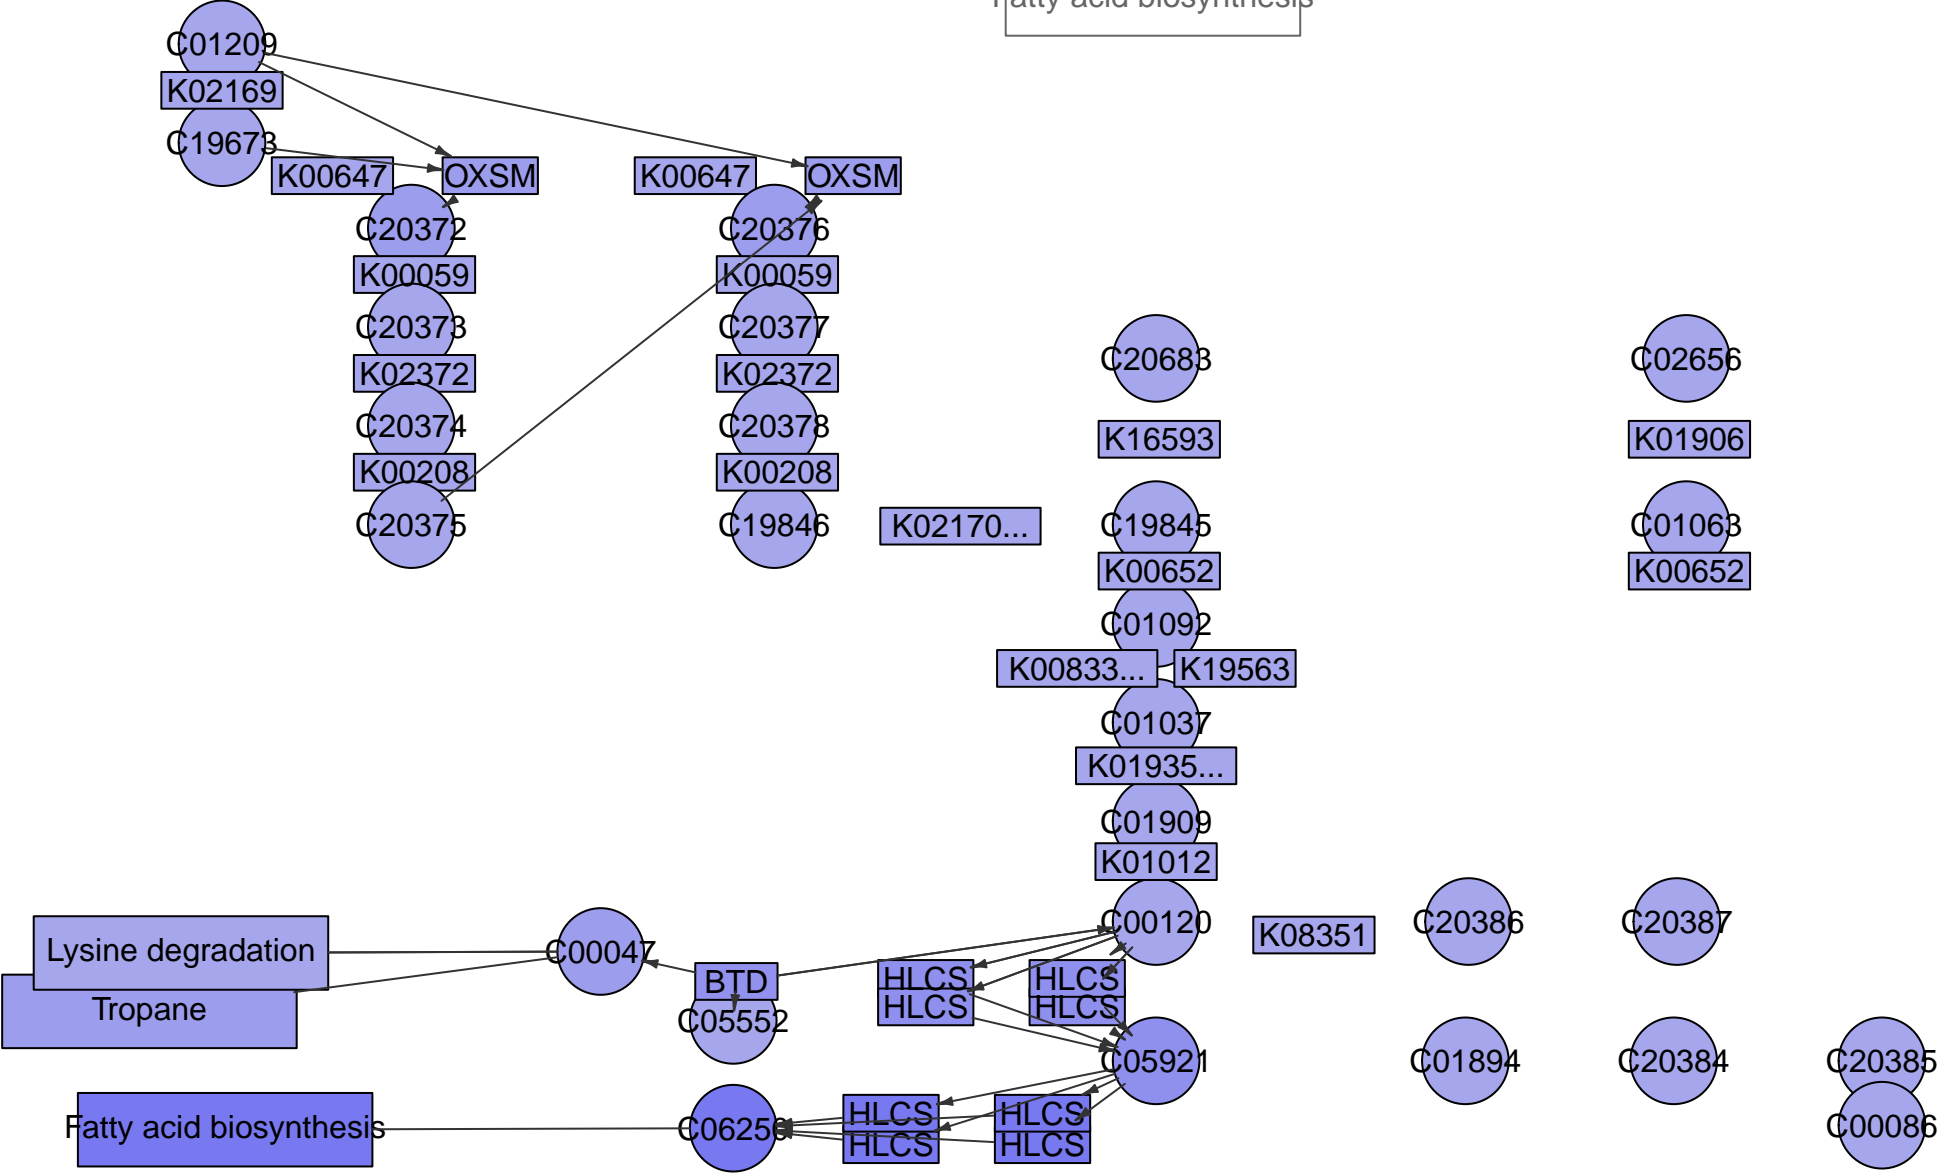 Fatty acid biosynthesis
C01209
K02169
C19673
K00647
OXSM
K00647
OXSM
C20372
C20376
K00059
K00059
C20373
C20377
C20683
C02656
K02372
K02372
C20374
C20378
K16593
K01906
K00208
K00208
C20375
C19846
K02170...
C19845
C01063
K00652
K00652
C01092
K00833...
K19563
C01037
K01935...
C01909
K01012
C00120
K08351
C20386
C20387
Lysine degradation
C00047
BTD
HLCS
HLCS
Tropane
C05552
HLCS
HLCS
C05921
C01894
C20384
C20385
Fatty acid biosynthesis
C06250
HLCS
HLCS
HLCS
HLCS
C00086